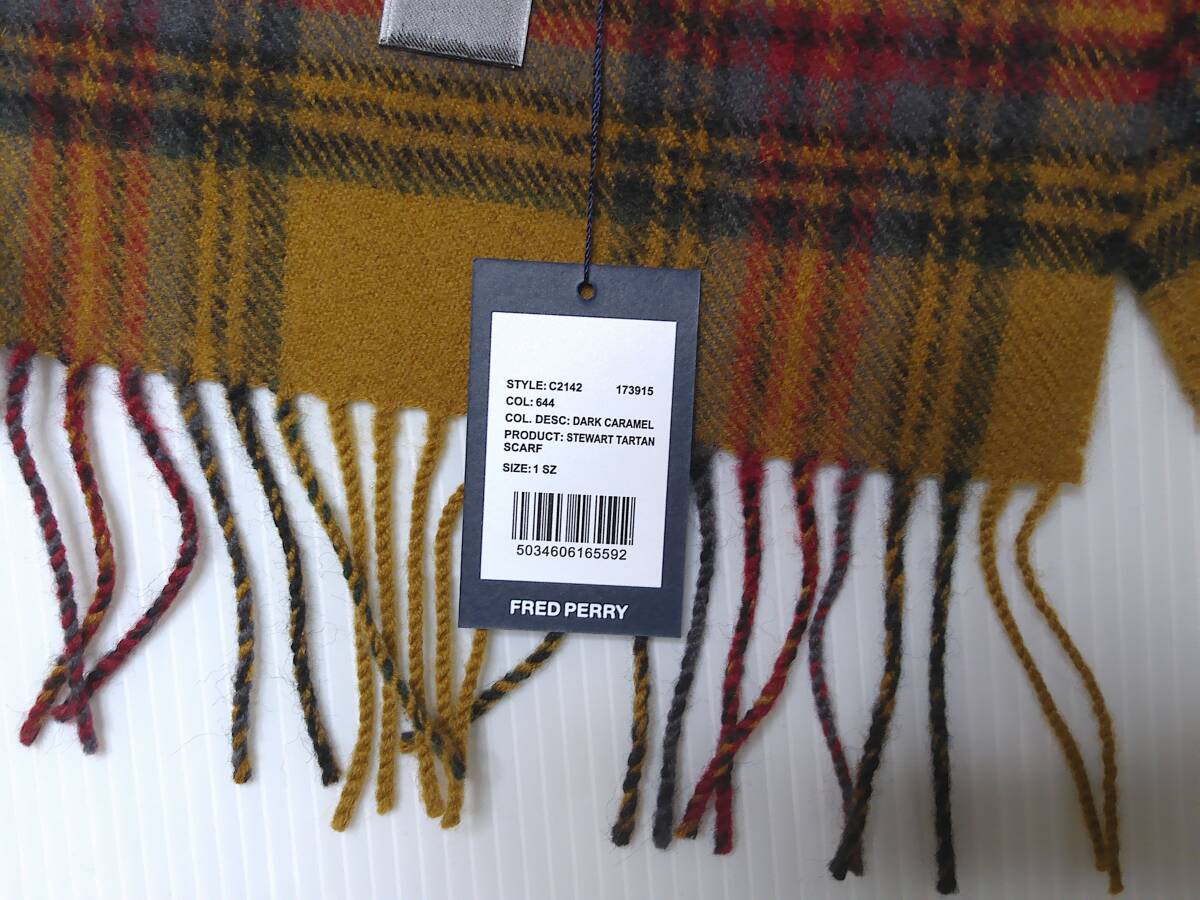 STYLE: C2142 173915
COL: 644
COL. DESC: DARK CARAMEL
PRODUCT: STEWART TARTAN
SCARF
SIZE: 1 SZ
5034606165592
FRED PERRY